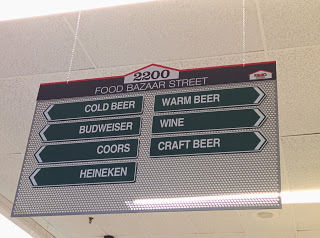 2200
FOOD BAZAAR STREET
COLD BEER
BUDWEISER
COORS
HEINEKEN
WARM BEER
WINE
CRAFT BEER